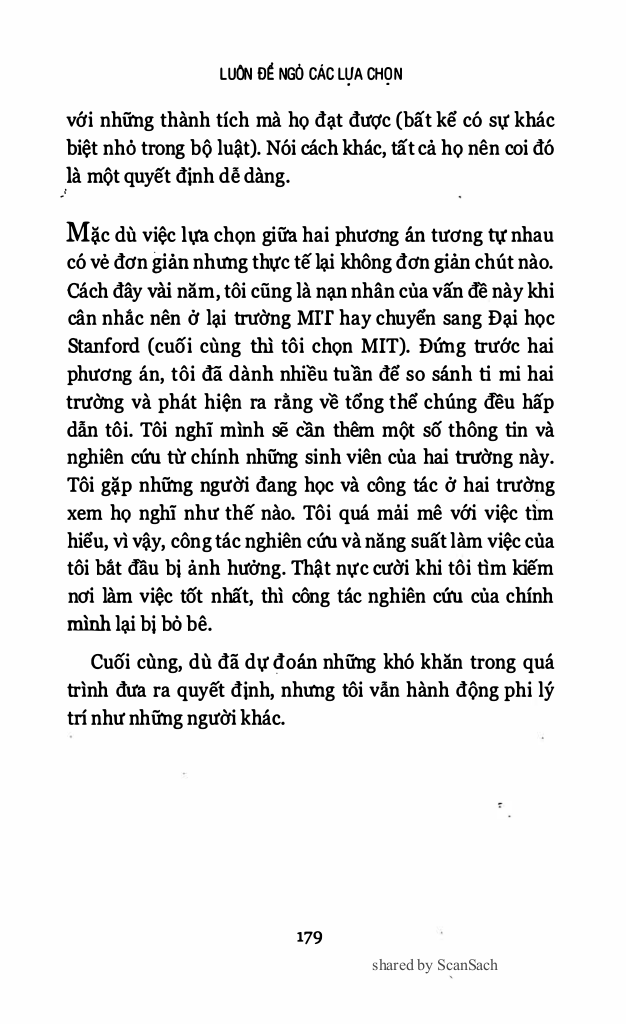 LUÔN ĐỂ NGỎ CÁC LỰA CHỌN
với những thành tích mà họ đạt được (bất kể có sự khác
biệt nhỏ trong bộ luật). Nói cách khác, tất cả họ nên coi đó
là một quyết định dễ dàng.
Mặc dù việc lựa chọn giữa hai phương án tương tự nhau
có vẻ đơn giản nhưng thực tế lại không đơn giản chút nào.
Cách đây vài năm, tôi cũng là nạn nhân của vấn đề này khi
cân nhắc nên ở lại trường MIT hay chuyển sang Đại học
Stanford (cuối cùng thì tôi chọn MIT). Đứng trước hai
phương án, tôi đã dành nhiều tuần để so sánh tỉ mỉ hai
trường và phát hiện ra rằng về tổng thể chúng đều hấp
dẫn tôi. Tôi nghĩ mình sẽ cần thêm một số thông tin và
nghiên cứu từ chính những sinh viên của hai trường này.
Tôi gặp những người đang học và công tác ở hai trường
xem họ nghĩ như thế nào. Tôi quá mải mê với việc tìm
hiểu, vì vậy, công tác nghiên cứu và năng suất làm việc của
tôi bắt đầu bị ảnh hưởng. Thật nực cười khi tôi tìm kiếm
nơi làm việc tốt nhất, thì công tác nghiên cứu của chính
mình lại bị bỏ bê.
Cuối cùng, dù đã dự đoán những khó khăn trong quá
trình đưa ra quyết định, nhưng tôi vẫn hành động phi lý
trí như những người khác.
179
shared by ScanSach